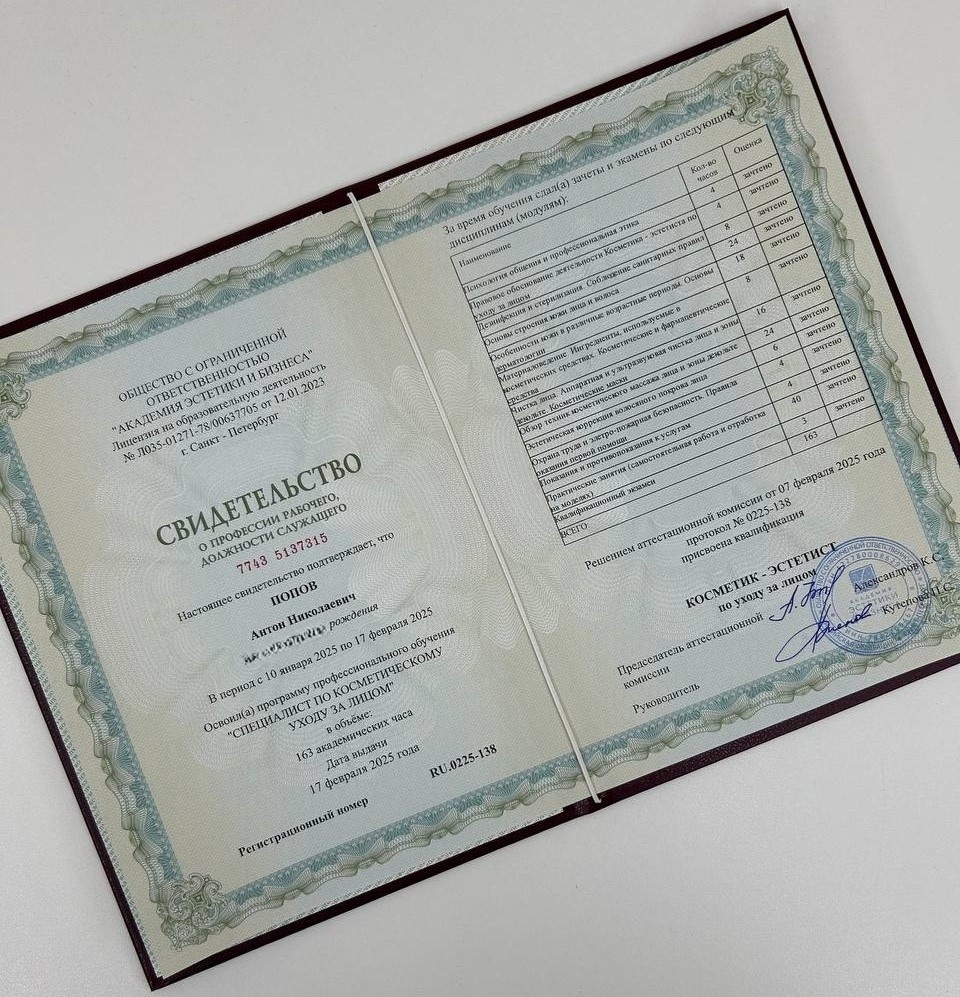 ОБЩЕСТВО С ОГРАНИЧЕННОЙ
ОТВЕТСТВЕННОСТЬЮ
"АКАДЕМИЯ ЭСТЕТИКИ И БИЗНЕСА"
Лицензия на образовательную деятельность
№ Л035-01271-78/00637705 от 12.01.2023
г. Санкт - Петербург
СВИДЕТЕЛЬСТВО
О ПРОФЕССИИ РАБОЧЕГО,
ДОЛЖНОСТИ СЛУЖАЩЕГО
7743 5137315
Настоящее свидетельство подтверждает, что
ПОПОВ
Антон Николаевич
рождения
В период с 10 января 2025 по 17 февраля 2025
Освоил(а) программу профессионального обучения
"СПЕЦИАЛИСТ ПО КОСМЕТИЧЕСКОМУ
УХОДУ ЗА ЛИЦОМ"
в объёме:
163 академических часа
Дата выдачи
17 февраля 2025 года
Регистрационный номер RU.0225-138
За время обучения сдал(а) зачеты и экзамены по следующим
дисциплинам (модулям):
Наименование Кол-во часов Оценка
Психология общения и профессиональная этика 4 зачтено
Правовое обоснование деятельности Косметика - эстетиста по
уходу за лицом 4 зачтено
Дезинфекция и стерилизация. Соблюдение санитарных правил 8 зачтено
Основы строения кожи лица и волоса 24 зачтено
Особенности кожи в различные возрастные периоды. Основы
дерматологии 18 зачтено
Материаловедение Ингредиенты, используемые в
косметических средствах. Косметические и фармацевтические
средства 8 зачтено
Чистка лица. Аппаратная и ультразвуковая чистка лица и зоны
декольте. Косметические маски 16 зачтено
Обзор техник косметического массажа лица и зоны декольте 24 зачтено
Эстетическая коррекция волосяного покрова лица 6 зачтено
Охрана труда и элетро-пожарная безопасность. Правила
оказания первой помощи 4 зачтено
Показания и противопоказания к услугам 4 зачтено
Практические занятия (самостоятельная работа и отработка
на моделях) 40 зачтено
Квалификационный экзамен 3 зачтено
ВСЕГО 163
Решением аттестационной комиссии от 07 февраля 2025 года
протокол № 0225-138
присвоена квалификация
КОСМЕТИК - ЭСТЕТИСТ
по уходу за лицом
Председатель аттестационной
комиссии
Александров К. С.
Руководитель
Кутепова П.С.
АКАДЕМИЯ
ЭСТЕТИКИ